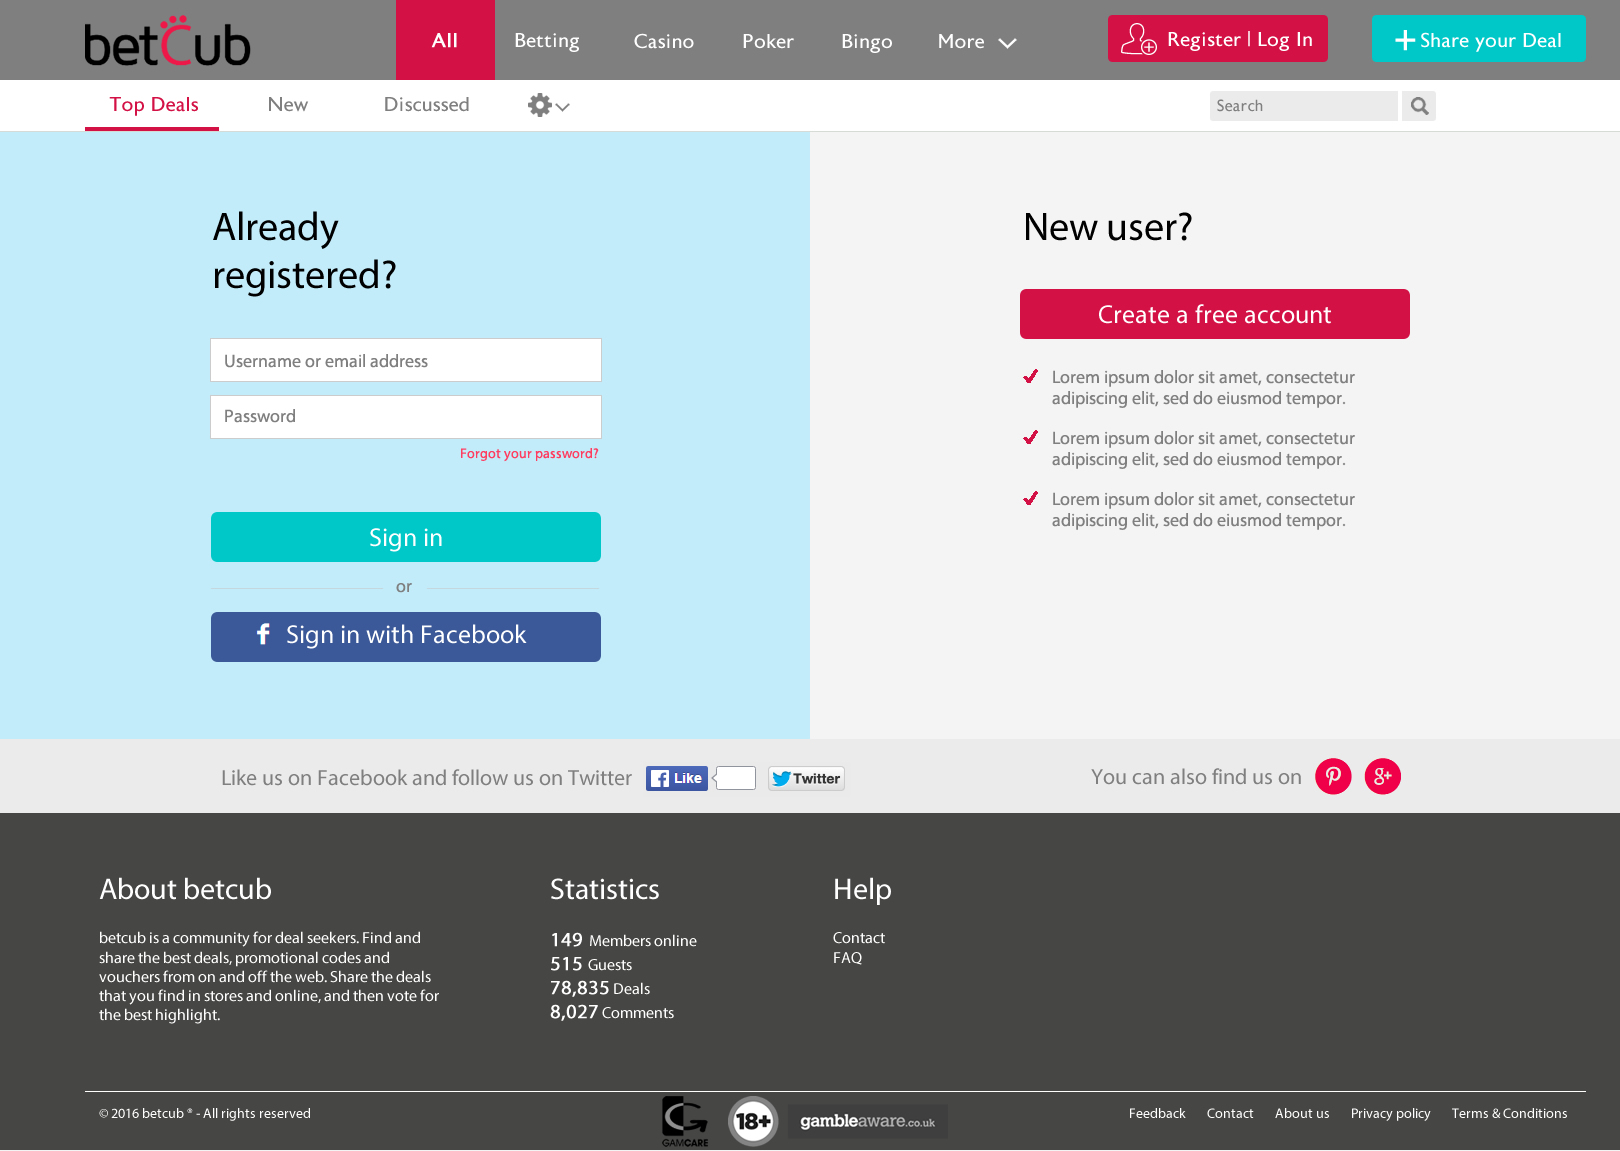 betCub
All
Betting
Casino
Poker
Bingo
More
Register | Log In
Share your Deal
Top Deals
New
Discussed
Search
Already
registered?
Username or email address
Password
Forgot your password?
Sign in
or
f Sign in with Facebook
New user?
Create a free account
Lorem ipsum dolor sit amet, consectetur
adipiscing elit, sed do eiusmod tempor.
Lorem ipsum dolor sit amet, consectetur
adipiscing elit, sed do eiusmod tempor.
Lorem ipsum dolor sit amet, consectetur
adipiscing elit, sed do eiusmod tempor.
Like us on Facebook and follow us on Twitter
f Like
Twitter
You can also find us on
g+
About betcub
betcub is a community for deal seekers. Find and
share the best deals, promotional codes and
vouchers from on and off the web. Share the deals
that you find in stores and online, and then vote for
the best highlight.
Statistics
149 Members online
515 Guests
78,835 Deals
8,027 Comments
Help
Contact
FAQ
© 2016 betcub ® - All rights reserved
GAMCARE
18+
gambleaware.co.uk
Feedback
Contact
About us
Privacy policy
Terms & Conditions